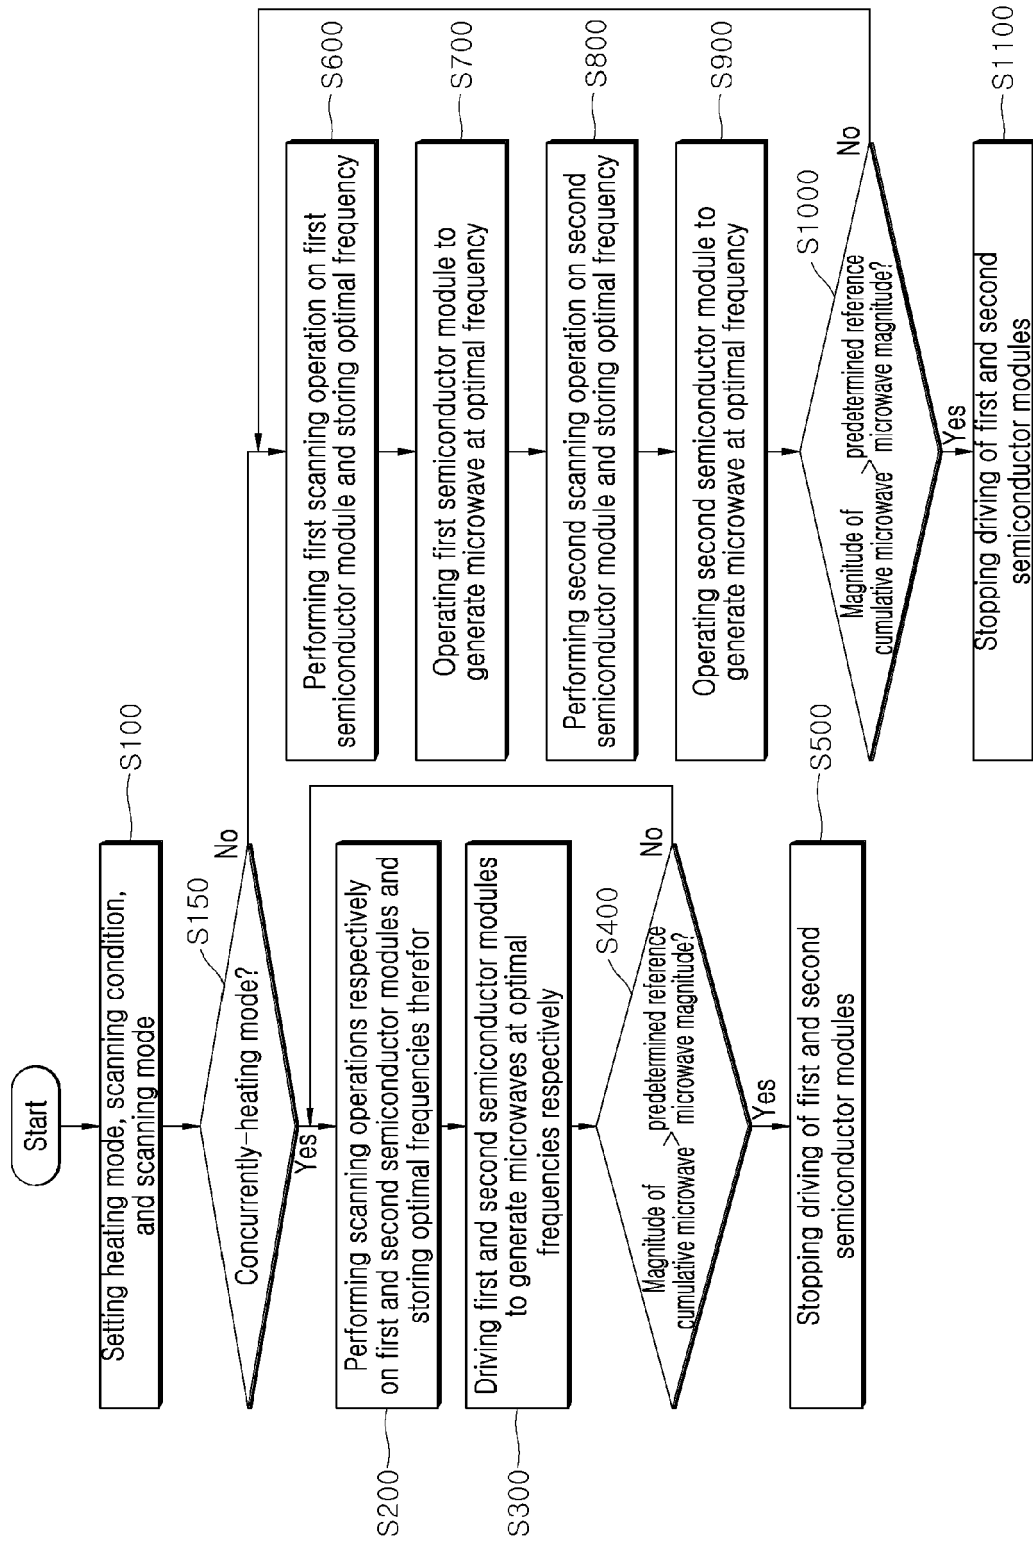 Start
Setting heating mode, scanning condition,
and scanning mode
S100
Concurrently-heating mode?
S150
No
Yes
Performing scanning operations respectively
on first and second semiconductor modules and
storing optimal frequencies therefor
S200
Driving first and second semiconductor modules
to generate microwaves at optimal
frequencies respectively
S300
Magnitude of
cumulative microwave
>
predetermined reference
microwave magnitude?
S400
No
Yes
Stopping driving of first and second
semiconductor modules
S500
Performing first scanning operation on first
semiconductor module and storing optimal frequency
S600
Operating first semiconductor module to
generate microwave at optimal frequency
S700
Performing second scanning operation on second
semiconductor module and storing optimal frequency
S800
Operating second semiconductor module to
generate microwave at optimal frequency
S900
Magnitude of
cumulative microwave
>
predetermined reference
microwave magnitude?
S1000
No
Yes
Stopping driving of first and second
semiconductor modules
S1100